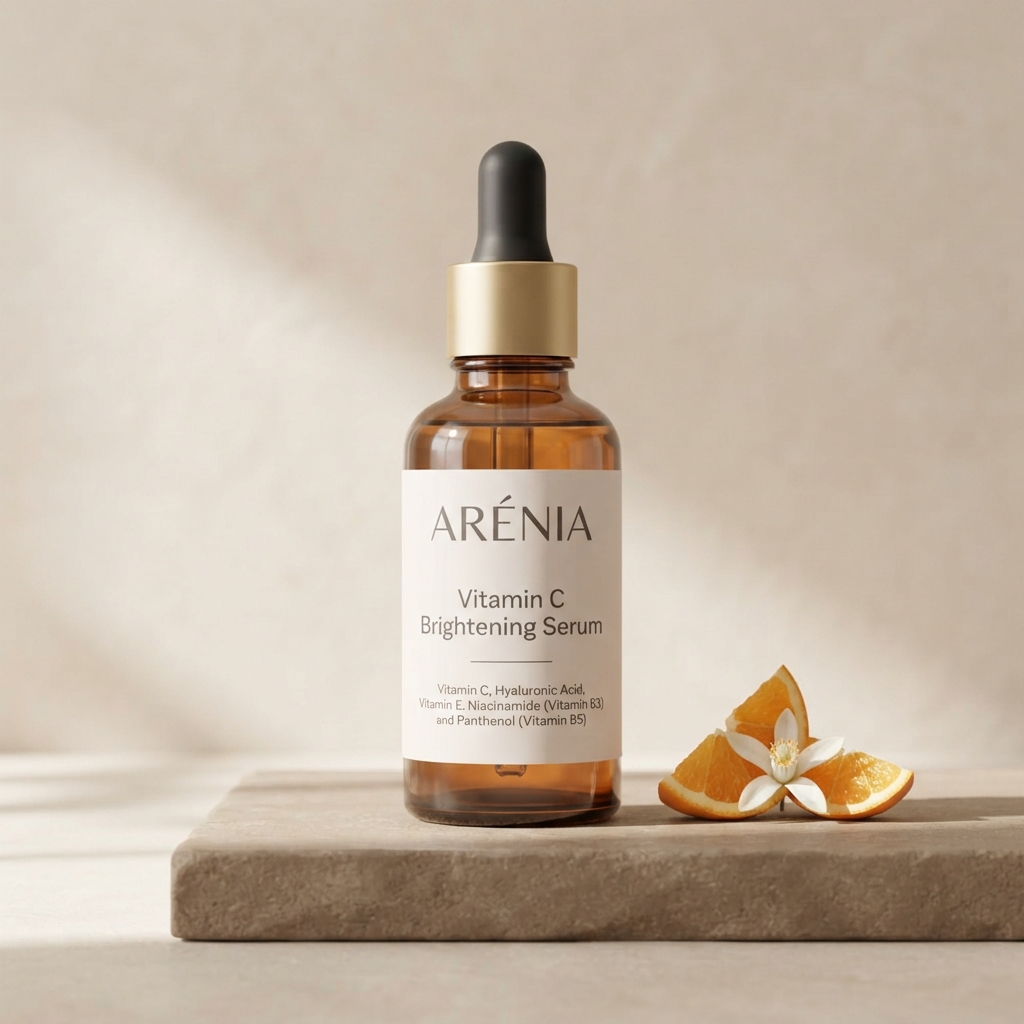 ARÉNIA
Vitamin C
Brightening Serum
Vitamin C, Hyaluronic Acid,
Vitamin E. Niacinamide (Vitamin B3)
and Panthenol (Vitamin B5)